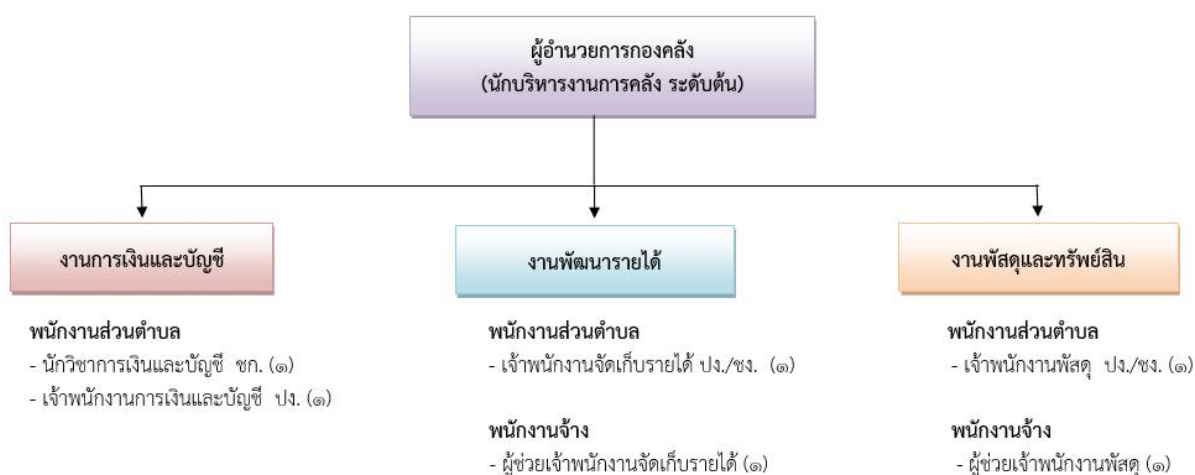 ผู้อำนวยการกองคลัง
(นักบริหารงานการคลัง ระดับต้น)
งานการเงินและบัญชี
พนักงานส่วนตำบล
- นักวิชาการเงินและบัญชี ชก. (๑)
- เจ้าพนักงานการเงินและบัญชี ปง. (๑)
งานพัฒนารายได้
พนักงานส่วนตำบล
- เจ้าพนักงานจัดเก็บรายได้ ปง./ชง. (๑)
พนักงานจ้าง
- ผู้ช่วยเจ้าพนักงานจัดเก็บรายได้ (๑)
งานพัสดุและทรัพย์สิน
พนักงานส่วนตำบล
- เจ้าพนักงานพัสดุ ปง./ชง. (๑)
พนักงานจ้าง
- ผู้ช่วยเจ้าพนักงานพัสดุ (๑)